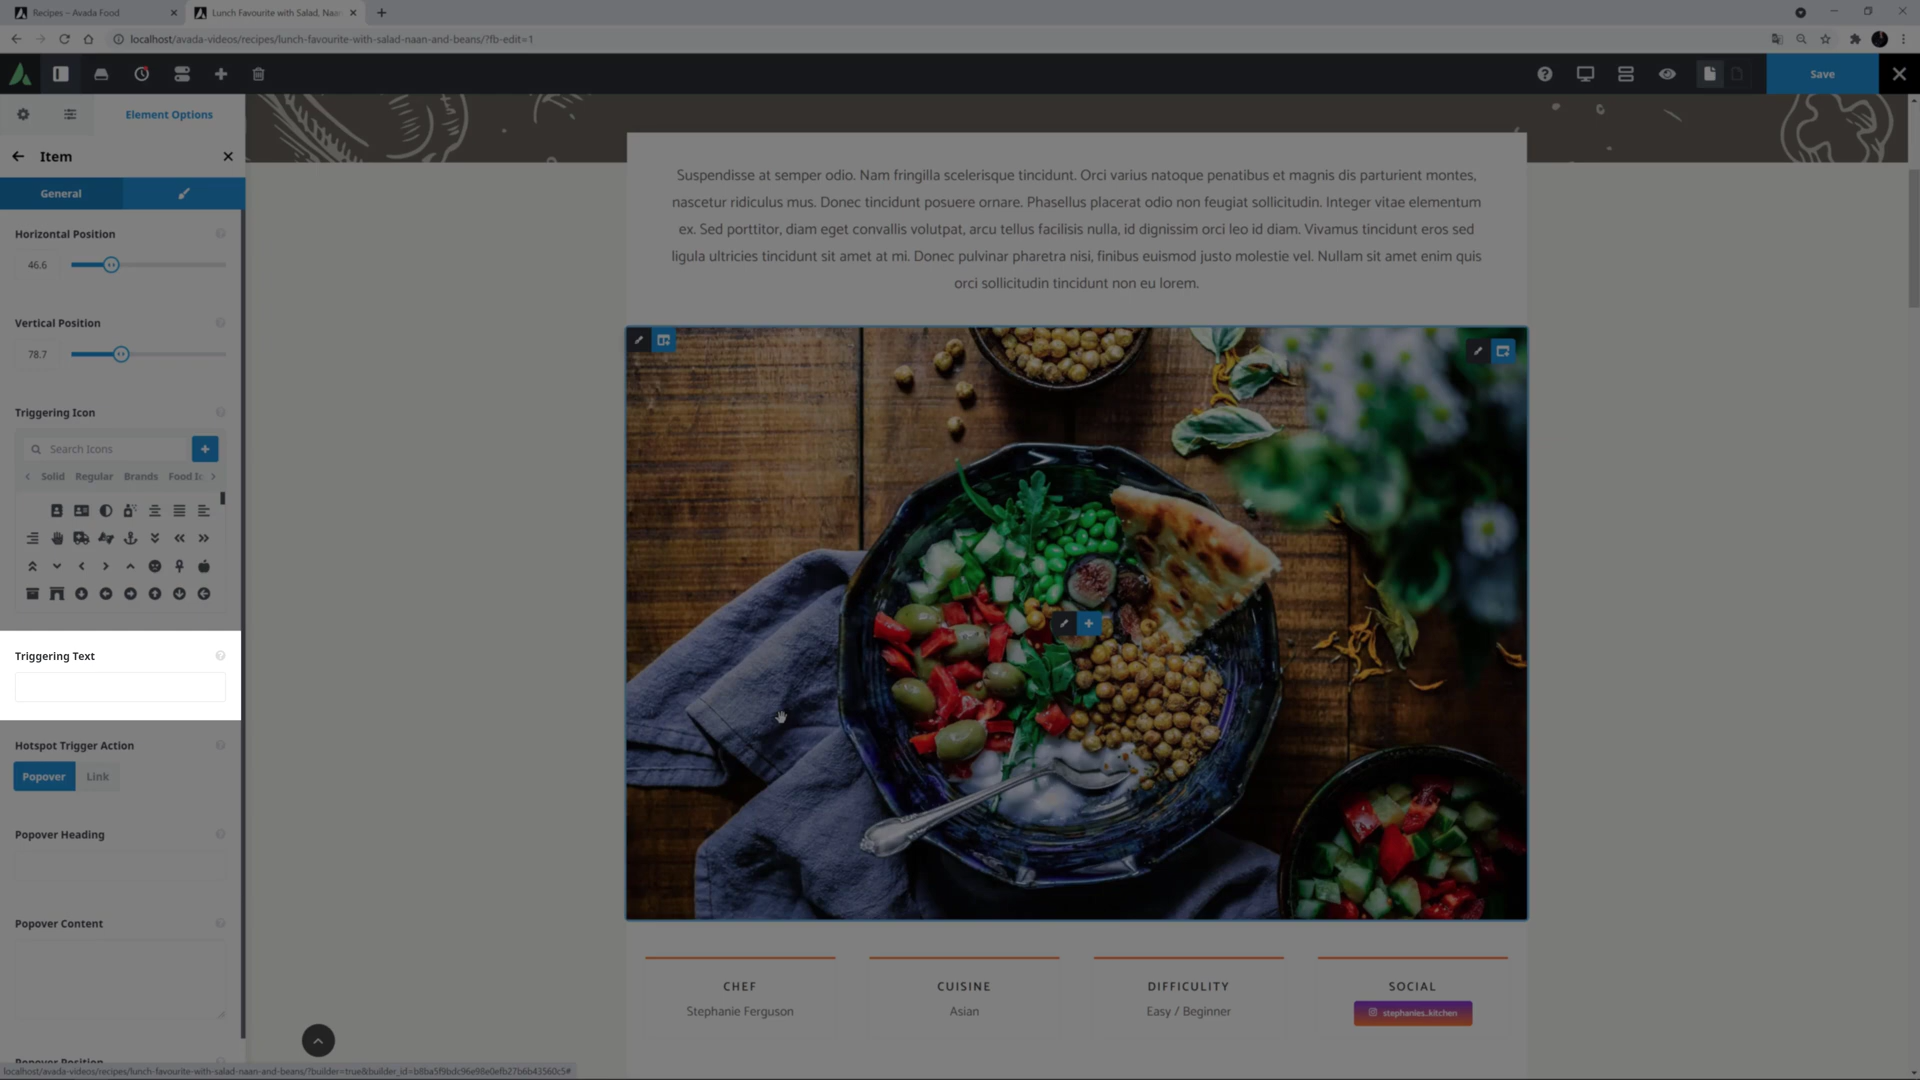 Recipes – Avada Food
Lunch Favourite with Salad, Naan
localhost/avada-videos/recipes/lunch-favourite-with-salad-naan-and-beans/?fb-edit=1
Save
Element Options
Item
General
Horizontal Position
46.6
Vertical Position
78.7
Triggering Icon
Search Icons
Solid Regular Brands Food Ic
Triggering Text
Hotspot Trigger Action
Popover Link
Popover Heading
Popover Content
Popover Position
Suspendisse at semper odio. Nam fringilla scelerisque tincidunt. Orci varius natoque penatibus et magnis dis parturient montes,
nascetur ridiculus mus. Donec tincidunt posuere ornare. Phasellus placerat odio non feugiat sollicitudin. Integer vitae elementum
ex. Sed porttitor, diam eget convallis volutpat, arcu tellus facilisis nulla, id dignissim orci leo id diam. Vivamus tincidunt eros sed
ligula ultricies tincidunt sit amet at mi. Donec pulvinar pharetra nisi, finibus euismod justo molestie vel. Nullam sit amet enim quis
orci sollicitudin tincidunt non eu lorem.
CHEF
Stephanie Ferguson
CUISINE
Asian
DIFFICULITY
Easy / Beginner
SOCIAL
stephanies_kitchen